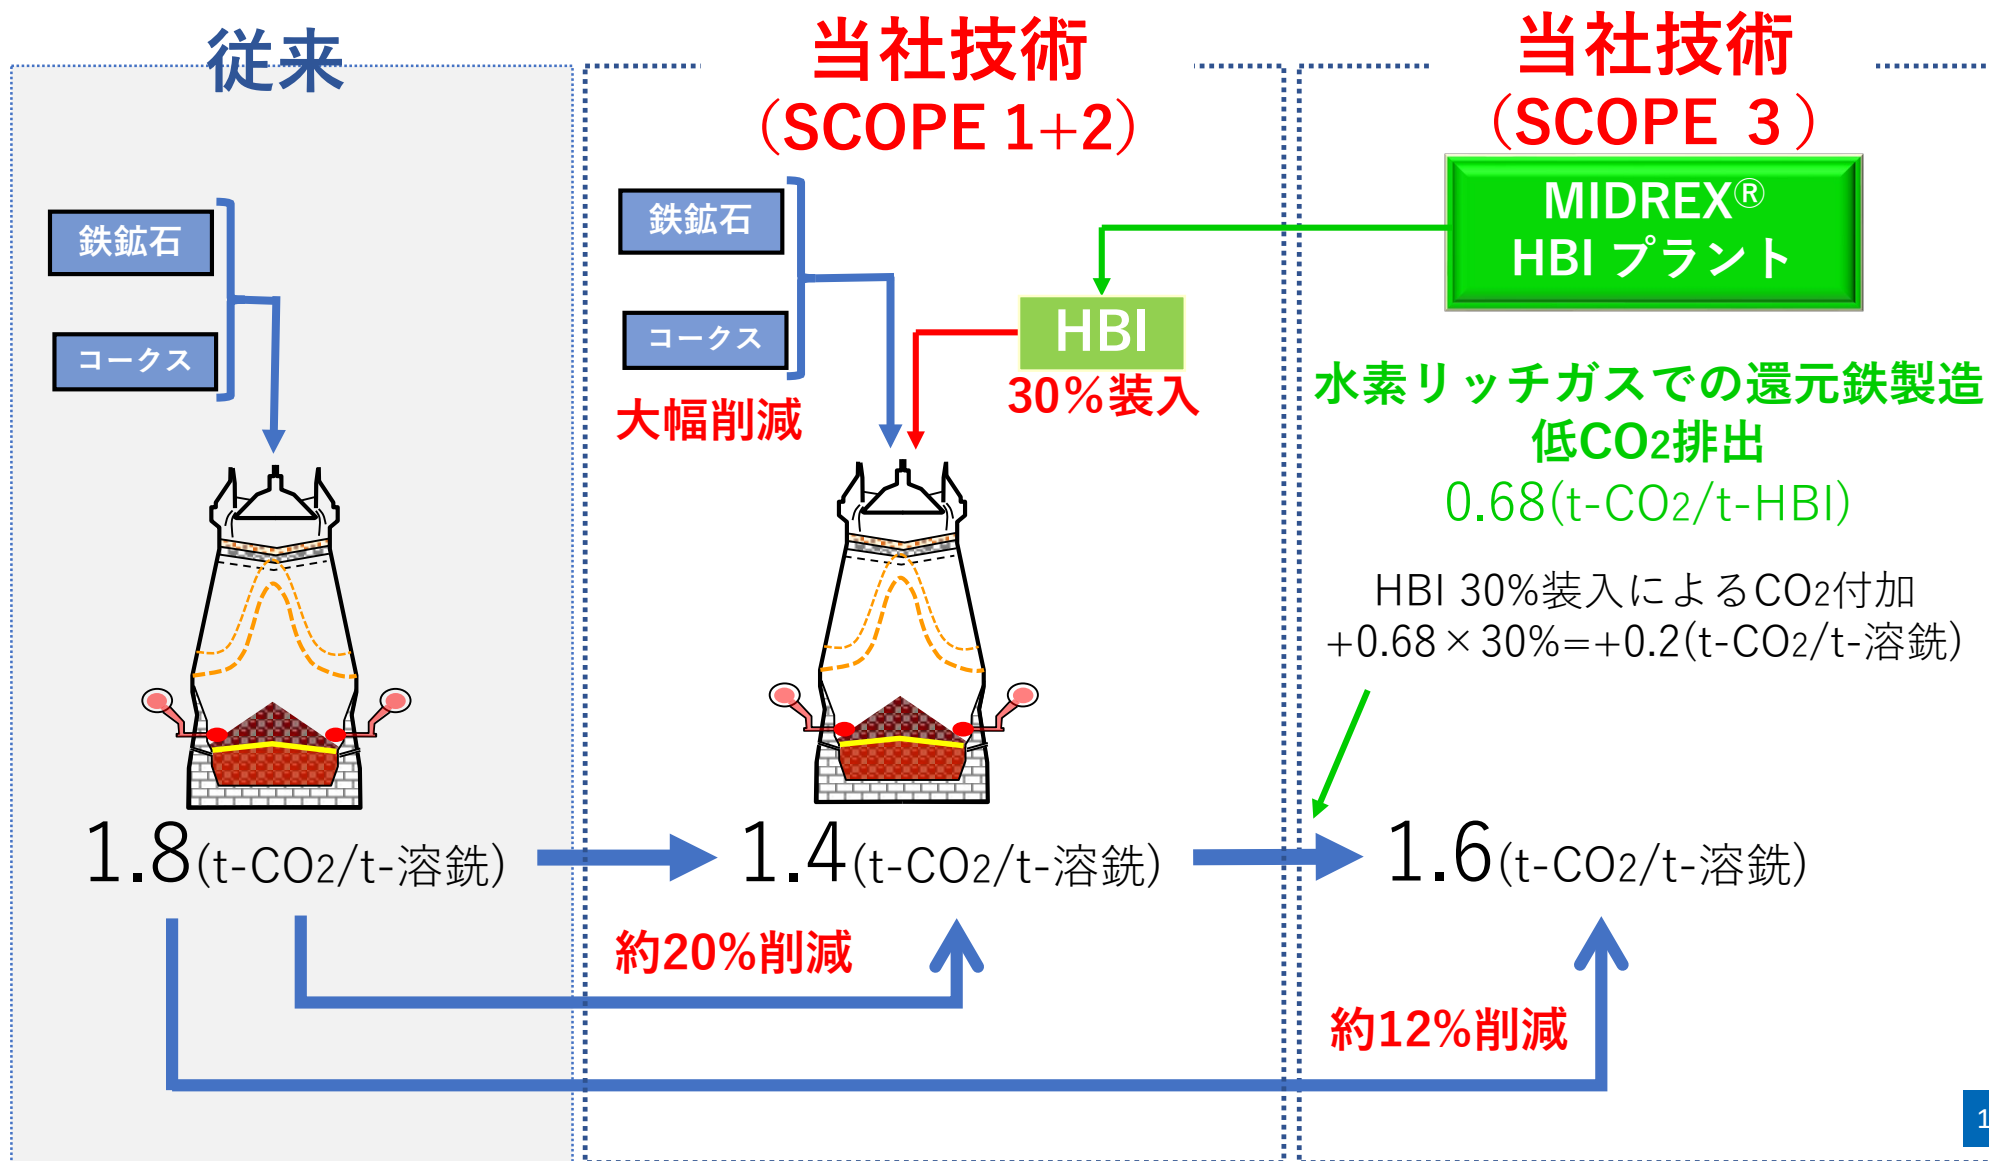 従来
鉄鉱石
コークス
1.8(t-CO2/t-溶銑)
当社技術
（SCOPE 1+2）
鉄鉱石
コークス
大幅削減
HBI
30%装入
1.4(t-CO2/t-溶銑)
約20%削減
当社技術
（SCOPE 3）
MIDREX®
HBI プラント
水素リッチガスでの還元鉄製造
低CO2排出
0.68(t-CO2/t-HBI)
HBI 30%装入によるCO2付加
+0.68×30%=+0.2(t-CO2/t-溶銑)
1.6(t-CO2/t-溶銑)
約12%削減
1